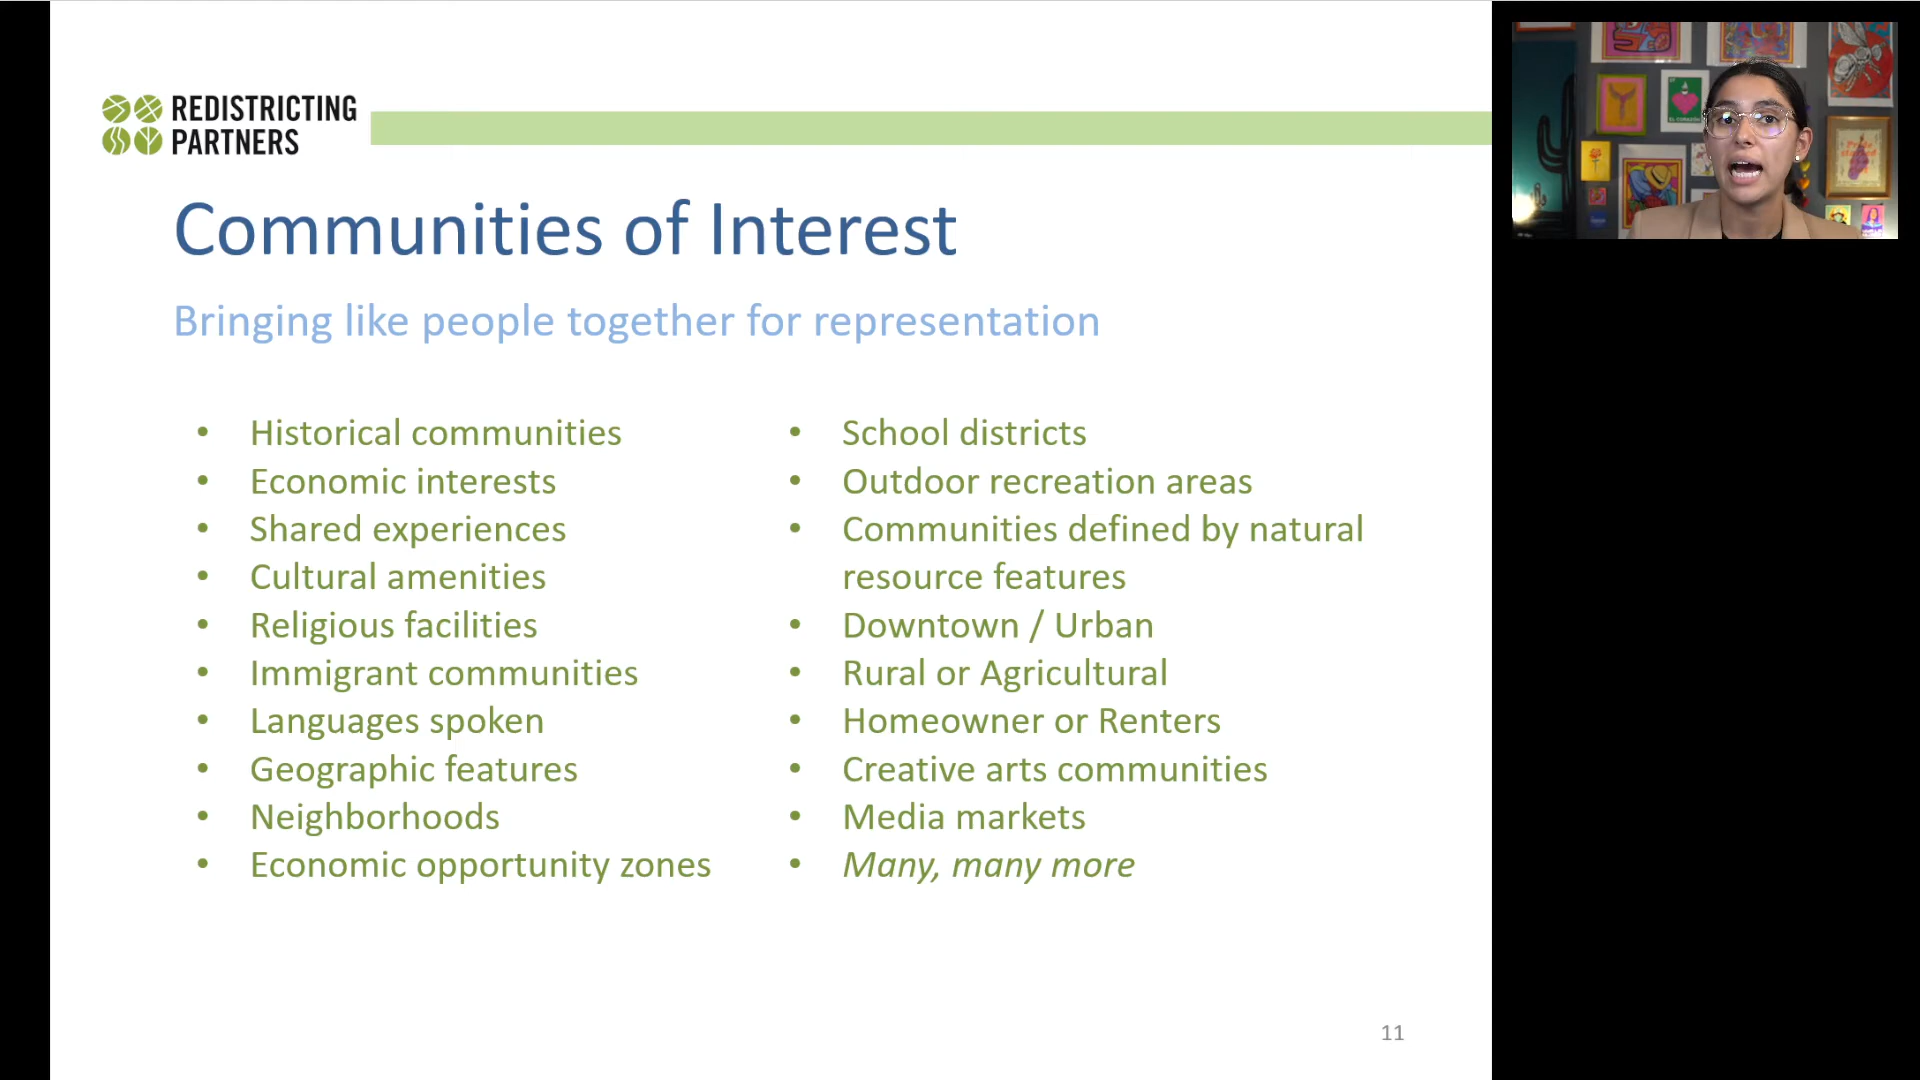 REDISTRICTING
PARTNERS
Communities of Interest
Bringing like people together for representation
• Historical communities
• Economic interests
• Shared experiences
• Cultural amenities
• Religious facilities
• Immigrant communities
• Languages spoken
• Geographic features
• Neighborhoods
• Economic opportunity zones
• School districts
• Outdoor recreation areas
• Communities defined by natural
resource features
• Downtown / Urban
• Rural or Agricultural
• Homeowner or Renters
• Creative arts communities
• Media markets
• Many, many more
11
EL CORAZON